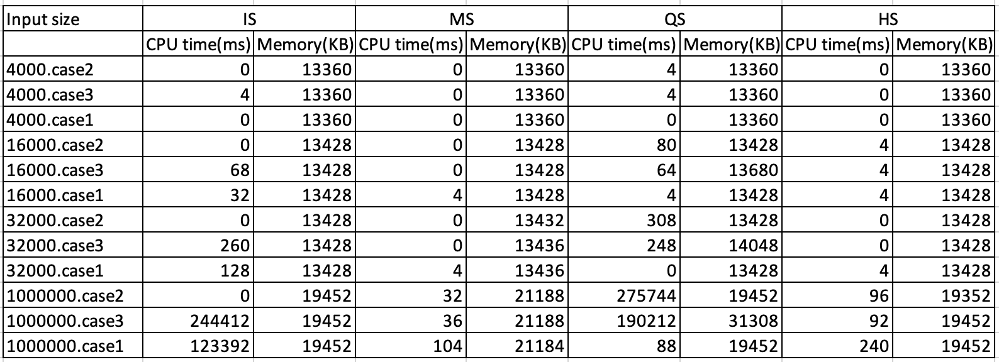 Input size IS MS QS HS
CPU time(ms) Memory(KB) CPU time(ms) Memory(KB) CPU time(ms) Memory(KB) CPU time(ms) Memory(KB)
4000.case2 0 13360 0 13360 4 13360 0 13360
4000.case3 4 13360 0 13360 4 13360 0 13360
4000.case1 0 13360 0 13360 0 13360 0 13360
16000.case2 0 13428 0 13428 80 13428 4 13428
16000.case3 68 13428 0 13428 64 13680 4 13428
16000.case1 32 13428 4 13428 4 13428 4 13428
32000.case2 0 13428 0 13432 308 13428 0 13428
32000.case3 260 13428 0 13436 248 14048 0 13428
32000.case1 128 13428 4 13436 0 13428 4 13428
1000000.case2 0 19452 32 21188 275744 19452 96 19352
1000000.case3 244412 19452 36 21188 190212 31308 92 19452
1000000.case1 123392 19452 104 21184 88 19452 240 19452